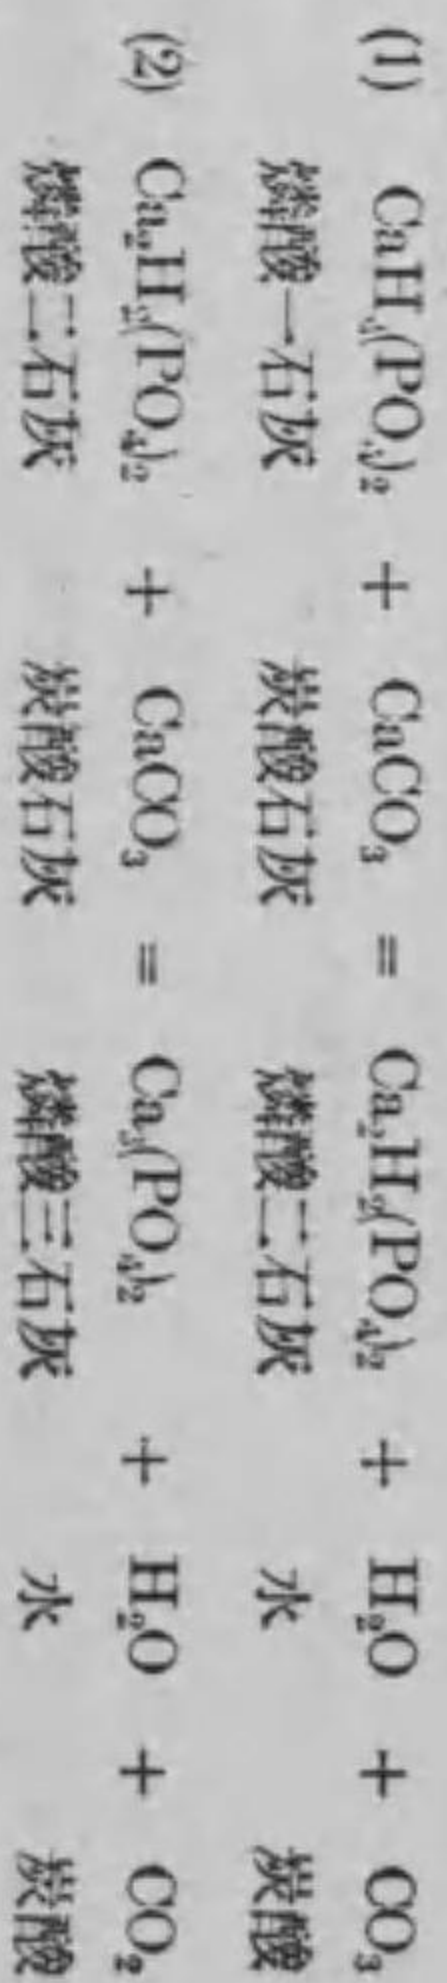 (1) CaH₄(PO₄)₂ + CaCO₃ = Ca₂H₂(PO₄)₂ + H₂O + CO₃
燐酸一石灰 炭酸石灰 燐酸二石灰 水 炭酸
(2) Ca₂H₂(PO₄)₂ + CaCO₃ = Ca₃(PO₄)₂ + H₂O + CO₂
燐酸二石灰 炭酸石灰 燐酸三石灰 水 炭酸